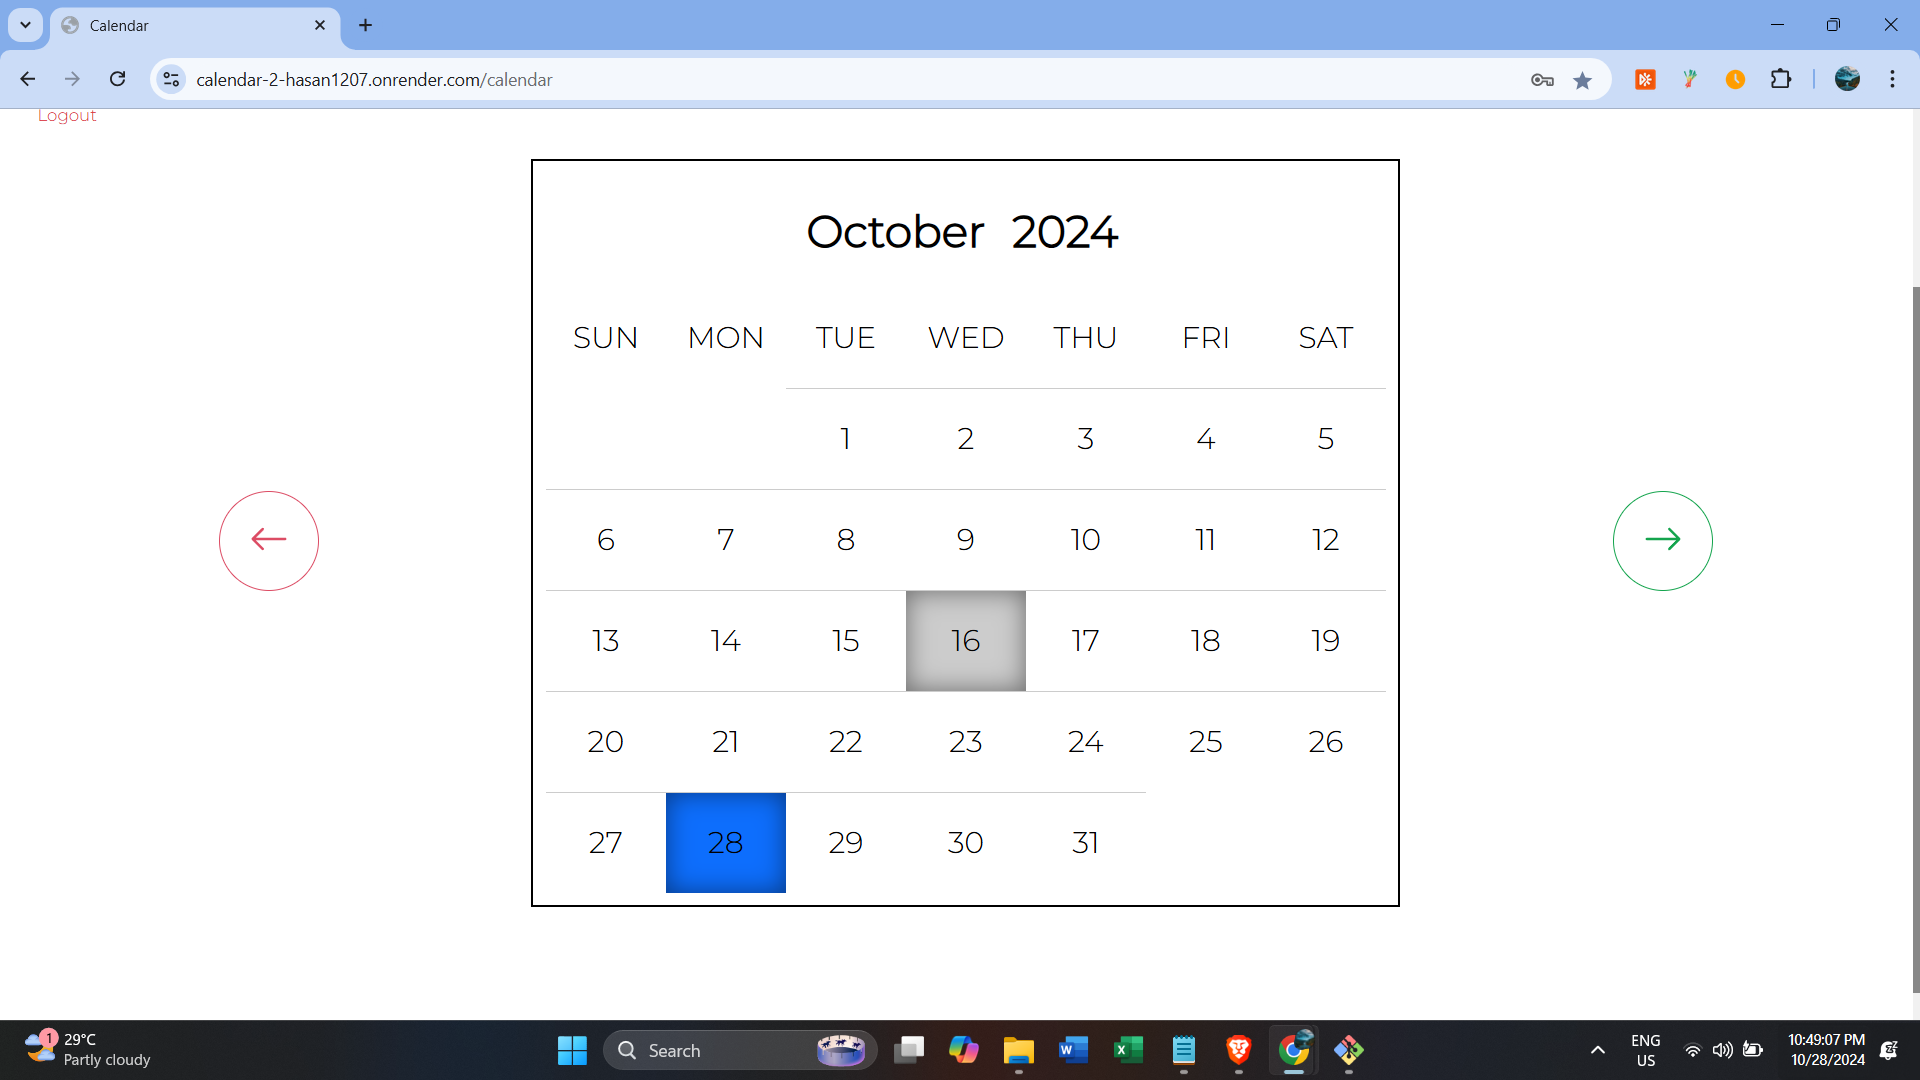 Calendar
calendar-2-hasan1207.onrender.com/calendar
Logout
October 2024
SUN MON TUE WED THU FRI SAT
1 2 3 4 5
6 7 8 9 10 11 12
13 14 15 16 17 18 19
20 21 22 23 24 25 26
27 28 29 30 31
1
29°C
Partly cloudy
Search
ENG
US
10:49:07 PM
10/28/2024